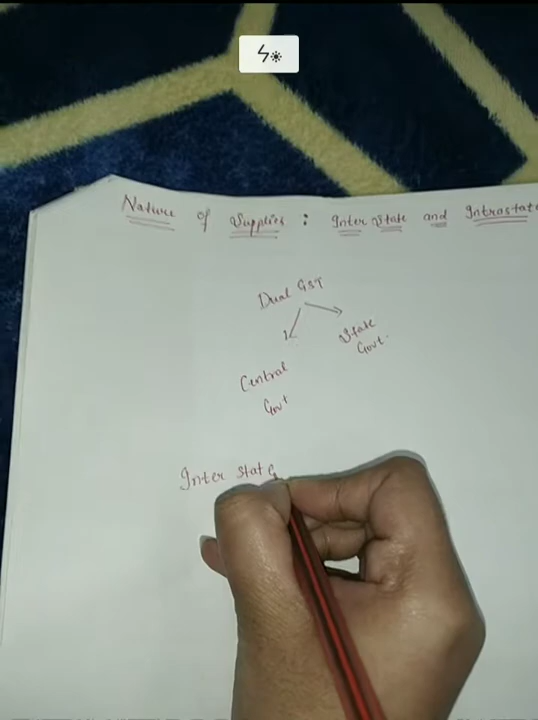 Nature of Supplies : Inter State and Intrastate
Dual GST
State
Govt.
Central
Govt
Inter state